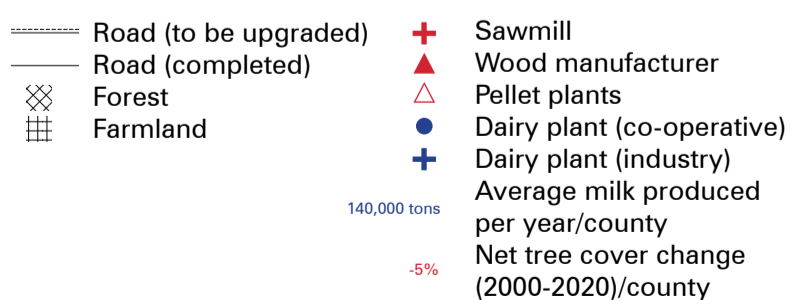 Road (to be upgraded)
Road (completed)
Forest
Farmland
Sawmill
Wood manufacturer
Pellet plants
Dairy plant (co-operative)
Dairy plant (industry)
140,000 tons
Average milk produced
per year/county
-5%
Net tree cover change
(2000-2020)/county